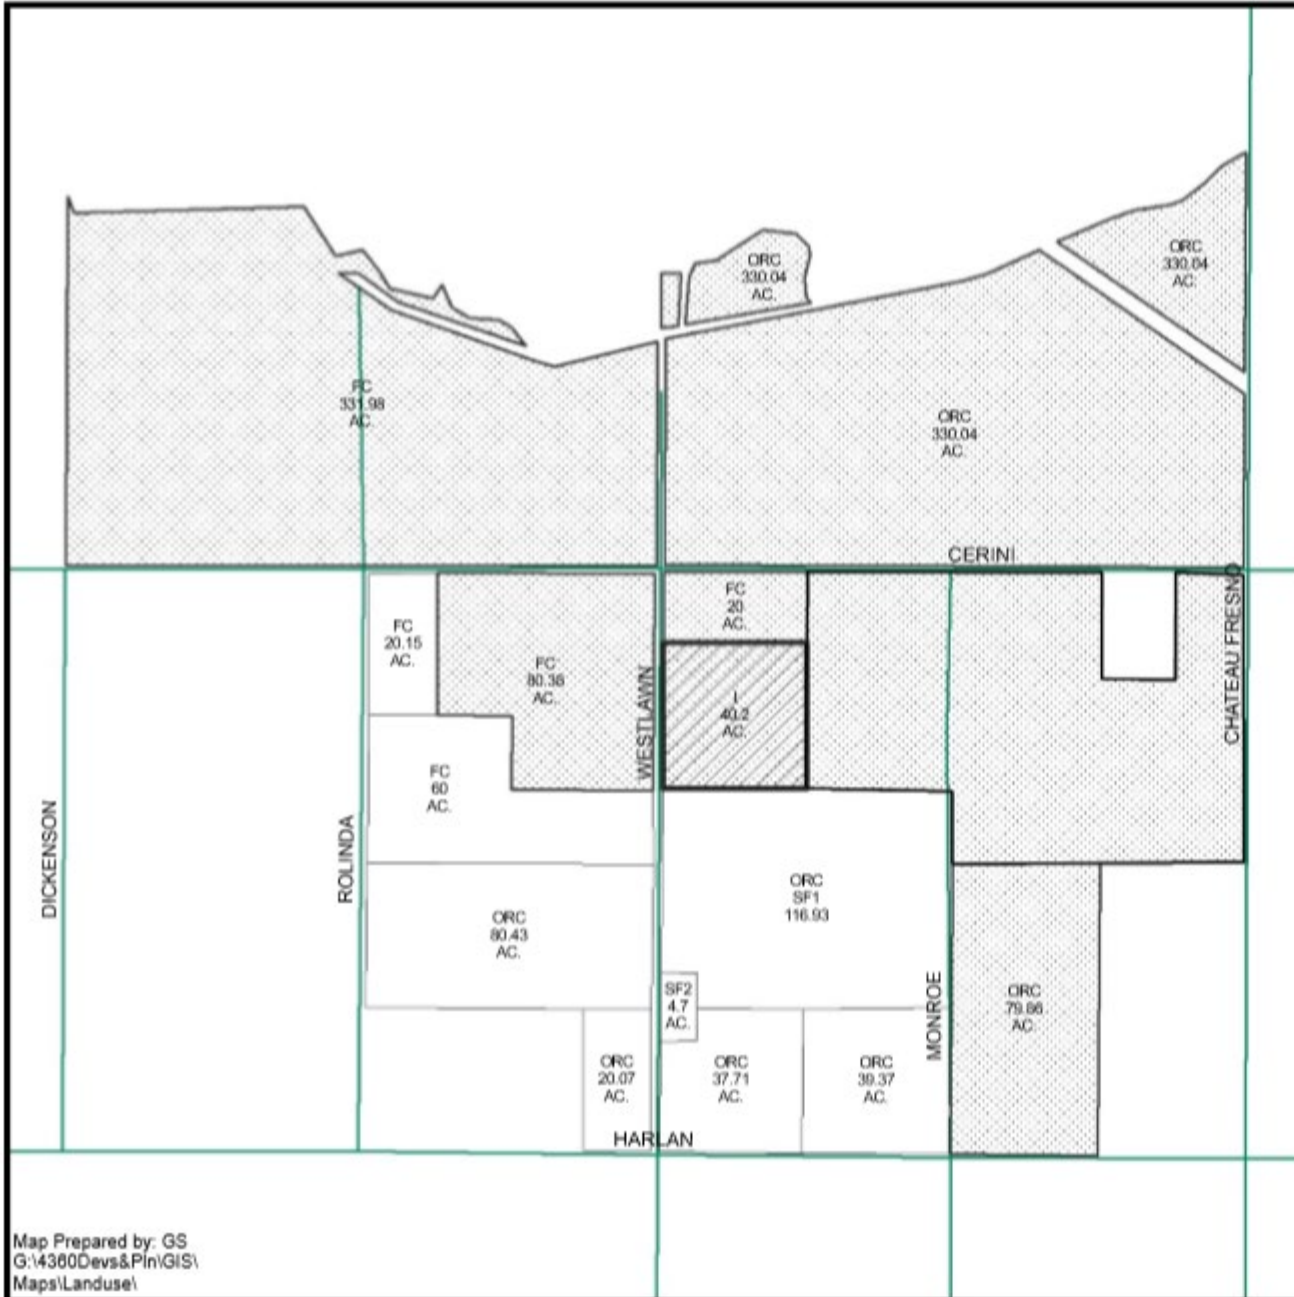 ORC
330.04
AC.
ORC
330.04
AC.
FC
331.98
AC.
ORC
330.04
AC.
CERINI
CHATEAU FRESNO
FC
20
AC.
FC
20.15
AC.
FC
80.38
AC.
WESTLAWN
I
40.2
AC.
FC
60
AC.
DICKENSON
ROLINDA
ORC
SF1
116.93
ORC
80.43
AC.
SF2
4.7
AC.
MONROE
ORC
79.86
AC.
ORC
20.07
AC.
ORC
37.71
AC.
ORC
39.37
AC.
HARLAN
Map Prepared by: GS
G:\4360Devs&Pln\GIS\
Maps\Landuse\